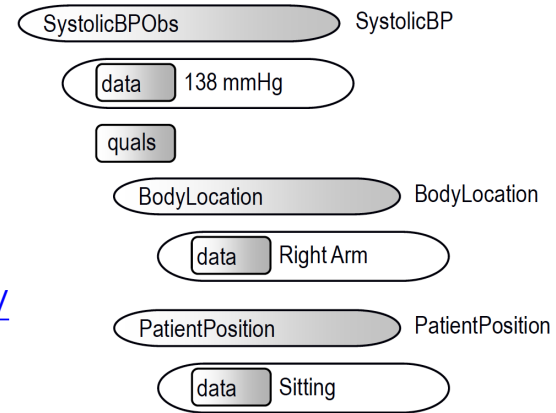 SystolicBPObs SystolicBP
data 138 mmHg
quals
BodyLocation BodyLocation
data Right Arm
y
PatientPosition PatientPosition
data Sitting